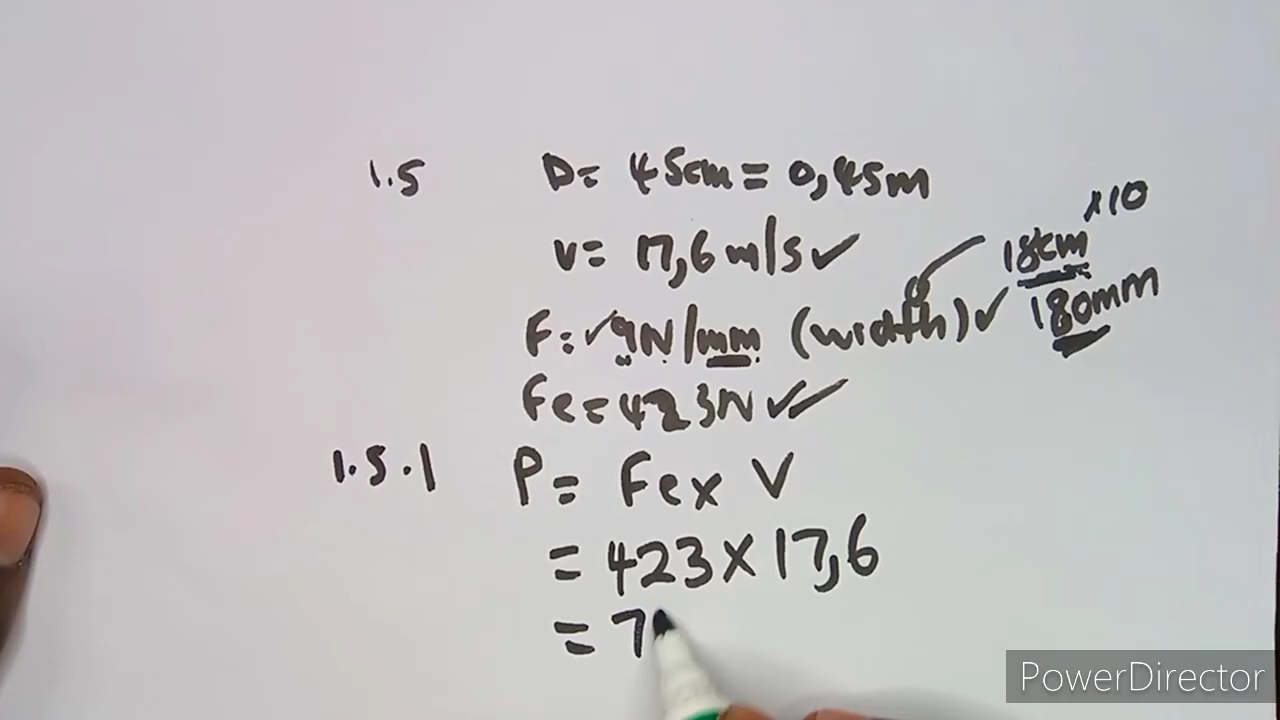 1.5 D= 45cm = 0,45m
V= 17,6 m/s ✓
18cm x10
F= ✓9N/mm (width) ✓ 180mm
Fe = 423N ✓✓
1.5.1 P = Fe x V
= 423 x 17,6
= 7
PowerDirector